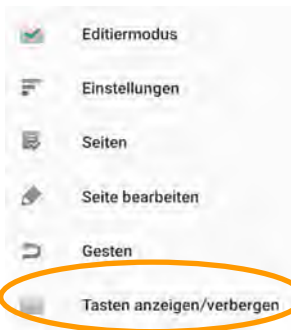 Editiermodus
Einstellungen
Seiten
Seite bearbeiten
Gesten
Tasten anzeigen/verbergen